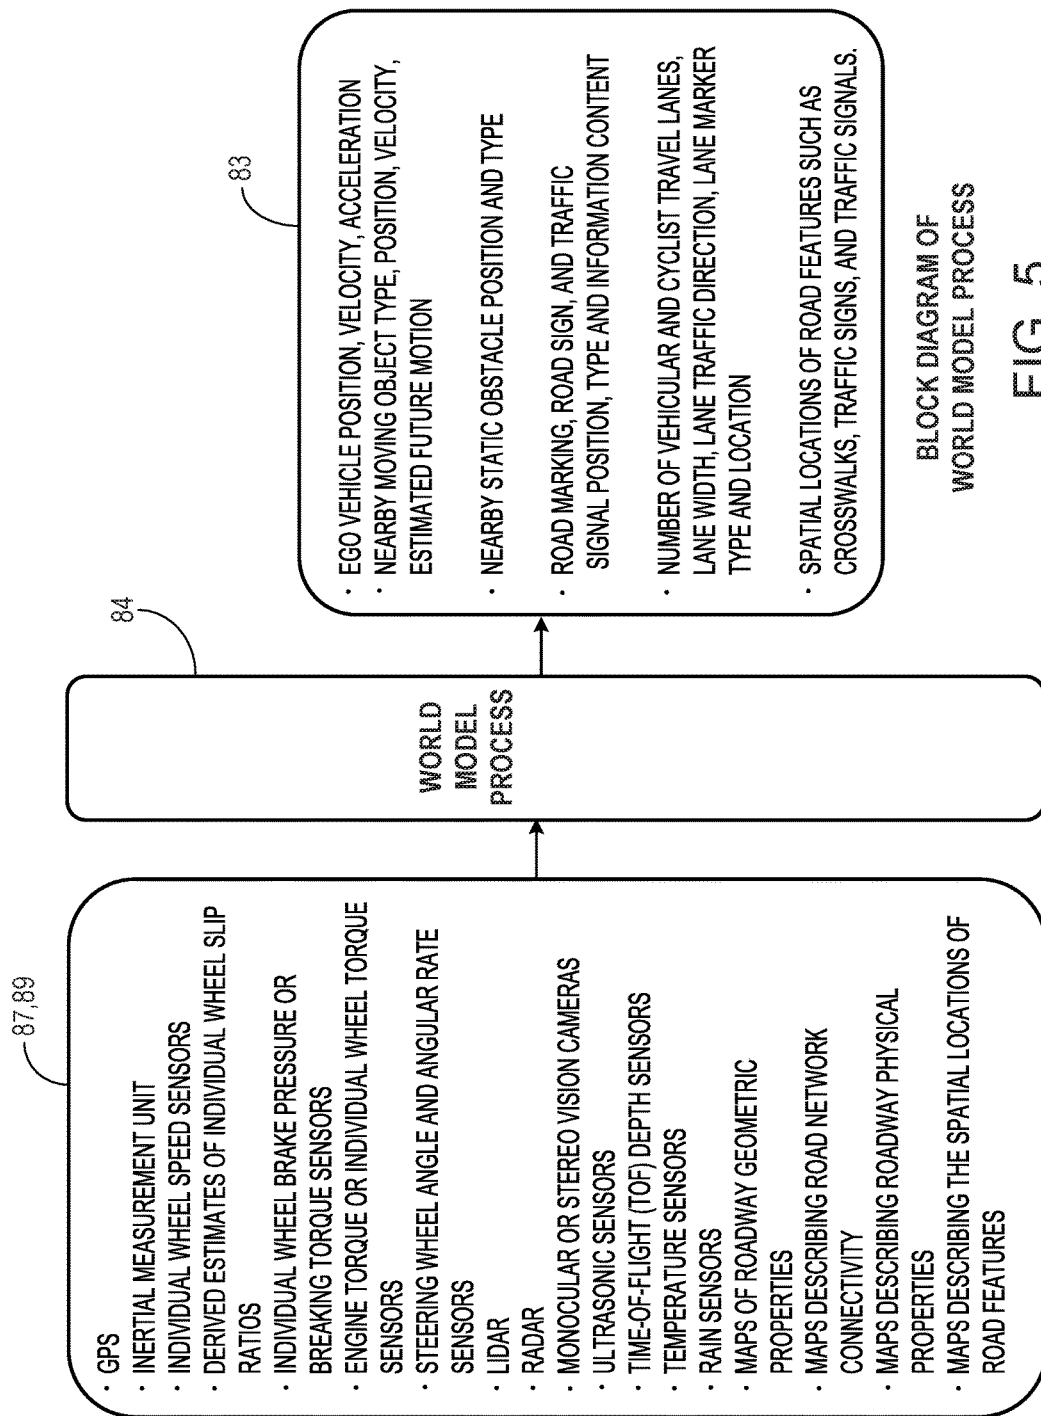 87,89
· GPS
· INERTIAL MEASUREMENT UNIT
· INDIVIDUAL WHEEL SPEED SENSORS
· DERIVED ESTIMATES OF INDIVIDUAL WHEEL SLIP
RATIOS
· INDIVIDUAL WHEEL BRAKE PRESSURE OR
BREAKING TORQUE SENSORS
· ENGINE TORQUE OR INDIVIDUAL WHEEL TORQUE
SENSORS
· STEERING WHEEL ANGLE AND ANGULAR RATE
SENSORS
· LIDAR
· RADAR
· MONOCULAR OR STEREO VISION CAMERAS
· ULTRASONIC SENSORS
· TIME-OF-FLIGHT (TOF) DEPTH SENSORS
· TEMPERATURE SENSORS
· RAIN SENSORS
· MAPS OF ROADWAY GEOMETRIC
PROPERTIES
· MAPS DESCRIBING ROAD NETWORK
CONNECTIVITY
· MAPS DESCRIBING ROADWAY PHYSICAL
PROPERTIES
· MAPS DESCRIBING THE SPATIAL LOCATIONS OF
ROAD FEATURES
84
WORLD
MODEL
PROCESS
83
· EGO VEHICLE POSITION, VELOCITY, ACCELERATION
· NEARBY MOVING OBJECT TYPE, POSITION, VELOCITY,
ESTIMATED FUTURE MOTION
· NEARBY STATIC OBSTACLE POSITION AND TYPE
· ROAD MARKING, ROAD SIGN, AND TRAFFIC
SIGNAL POSITION, TYPE AND INFORMATION CONTENT
· NUMBER OF VEHICULAR AND CYCLIST TRAVEL LANES,
LANE WIDTH, LANE TRAFFIC DIRECTION, LANE MARKER
TYPE AND LOCATION
· SPATIAL LOCATIONS OF ROAD FEATURES SUCH AS
CROSSWALKS, TRAFFIC SIGNS, AND TRAFFIC SIGNALS.
BLOCK DIAGRAM OF
WORLD MODEL PROCESS
FIG. 5